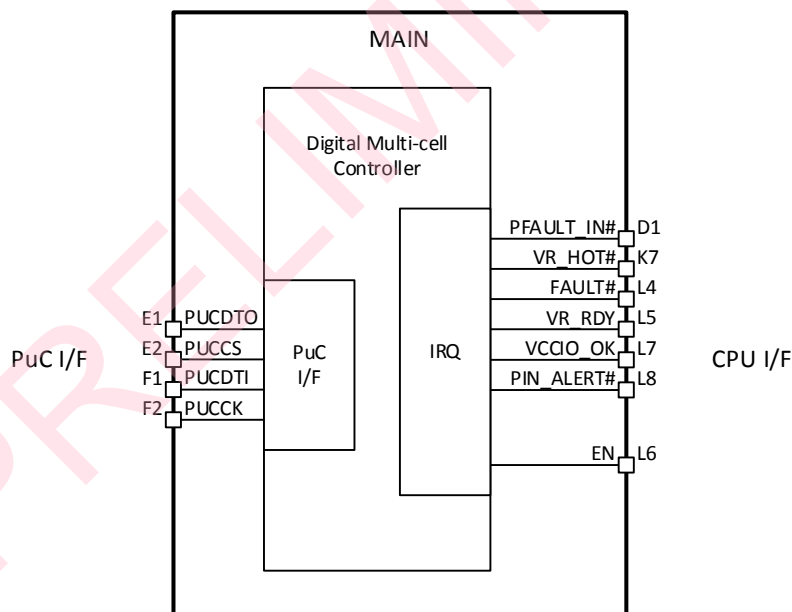 MAIN
Digital Multi-cell
Controller
PFAULT_IN# D1
VR_HOT# K7
FAULT# L4
E1 PUCDTO
VR_RDY L5
PuC I/F
E2 PUCCS
PuC
I/F
IRQ
VCCIO_OK L7
CPU I/F
F1 PUCDTI
PIN_ALERT# L8
F2 PUCCK
EN L6
PRELIMI